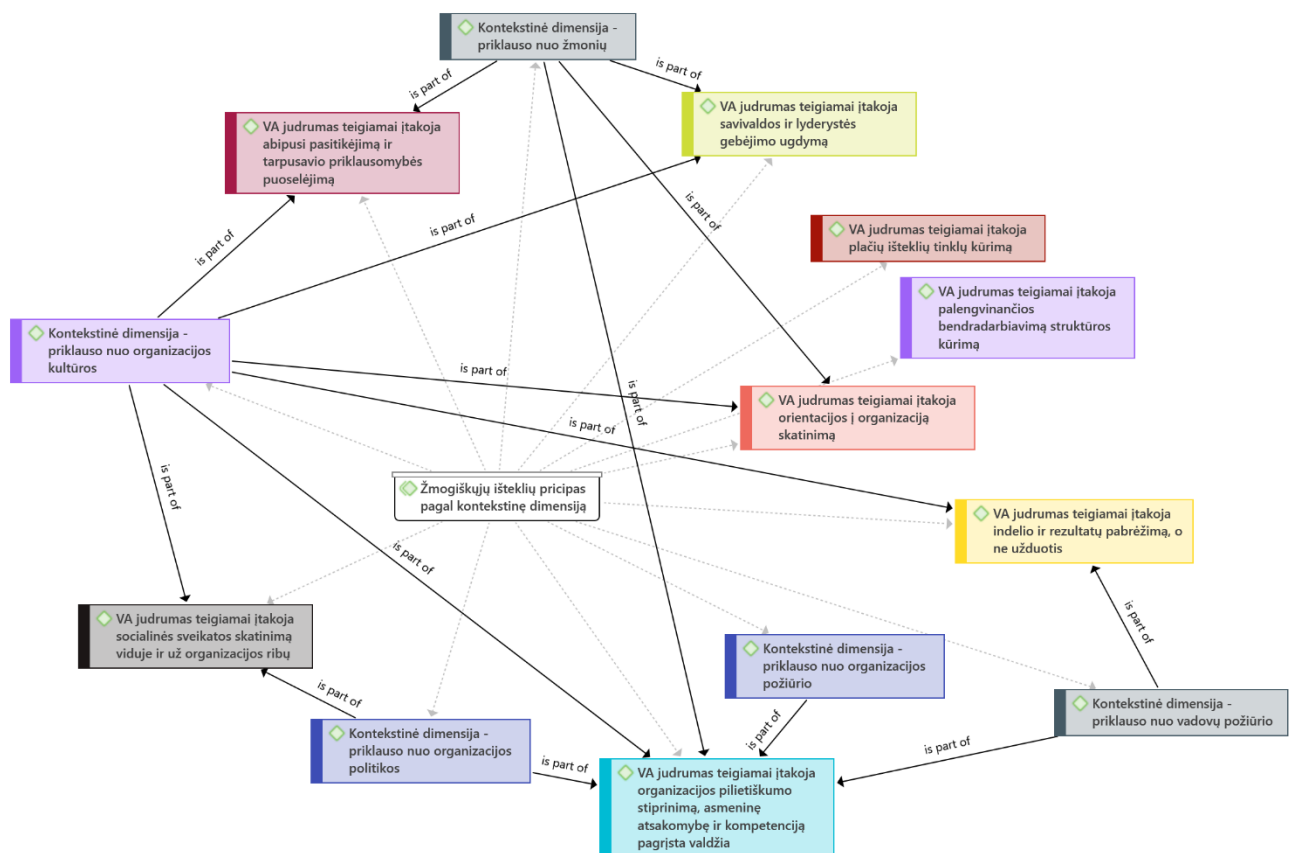 Kontekstinė dimensija -
priklauso nuo žmonių
is part of
is part of
VA judrumas teigiamai įtakoja
abipusi pasitikėjimą ir
tarpusavio priklausomybės
puoselėjimą
VA judrumas teigiamai įtakoja
savivaldos ir lyderystės
gebėjimo ugdymą
is part of
is part of
is part of
VA judrumas teigiamai įtakoja
plačių išteklių tinklų kūrimą
VA judrumas teigiamai įtakoja
palengvinančios
bendradarbiavimą struktūros
kūrimą
Kontekstinė dimensija -
priklauso nuo organizacijos
kultūros
is part of
is part of
VA judrumas teigiamai įtakoja
orientacijos į organizaciją
skatinimą
is part of
is part of
Žmogiškųjų išteklių pricipas
pagal kontekstinę dimensiją
VA judrumas teigiamai įtakoja
indelio ir rezultatų pabrėžimą, o
ne užduotis
is part of
is part of
VA judrumas teigiamai įtakoja
socialinės sveikatos skatinimą
viduje ir už organizacijos ribų
Kontekstinė dimensija -
priklauso nuo organizacijos
požiūrio
is part of
Kontekstinė dimensija -
priklauso nuo vadovų požiūrio
Kontekstinė dimensija -
priklauso nuo organizacijos
politikos
is part of
is part of
is part of
VA judrumas teigiamai įtakoja
organizacijos pilietiškumo
stiprinimą, asmeninę
atsakomybę ir kompetenciją
pagrįsta valdžia